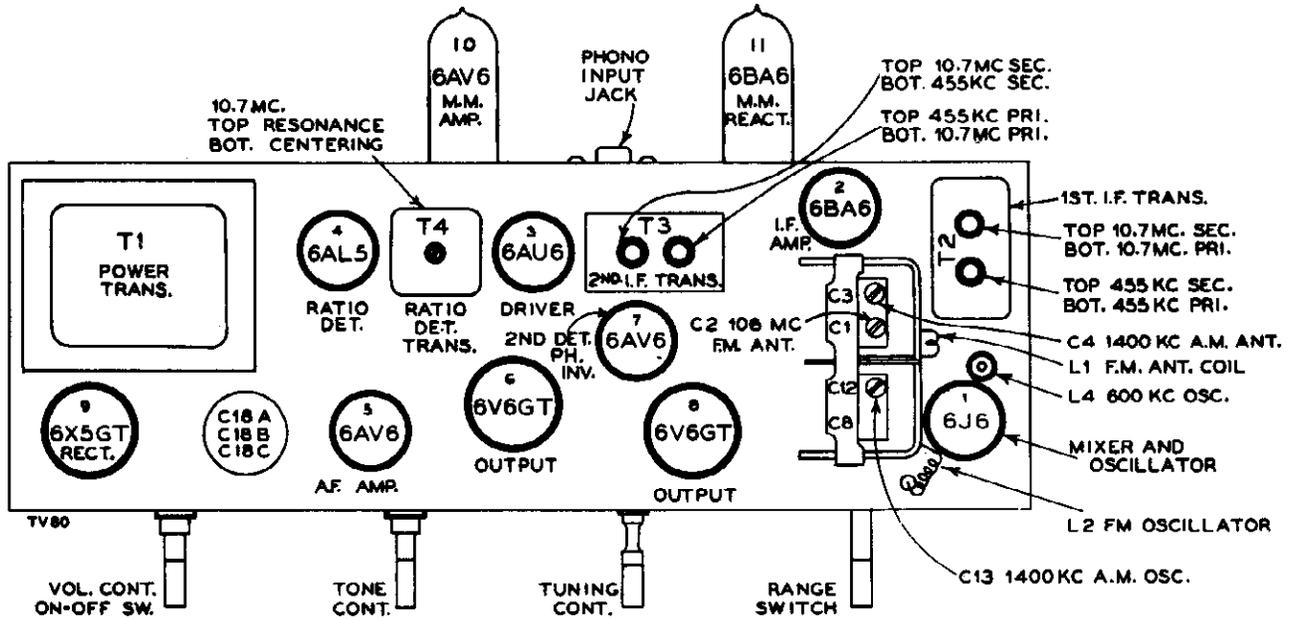 10
6AV6
M.M.
AMP.
PHONO
INPUT
JACK
11
6BA6
M.M.
REACT.
TOP 10.7MC SEC.
BOT. 455KC SEC.
TOP 455KC PRI.
BOT. 10.7MC PRI.
10.7MC.
TOP RESONANCE
BOT. CENTERING
T1
POWER
TRANS.
4
6AL5
RATIO
DET.
T4
RATIO
DET.
TRANS.
3
6AU6
DRIVER
T3
2ND. I.F. TRANS.
2
6BA6
I.F.
AMP.
T2
1ST. I.F. TRANS.
TOP 10.7MC. SEC.
BOT. 10.7MC. PRI.
TOP 455 KC SEC.
BOT. 455 KC PRI.
2ND DET.
PH.
INV.
7
6AV6
C2 108 MC
F.M. ANT.
C3
C1
C12
C8
C4 1400 KC A.M. ANT.
L1 F.M. ANT. COIL
L4 600 KC OSC.
1
6J6
MIXER AND
OSCILLATOR
L2 FM OSCILLATOR
C13 1400KC A.M. OSC.
9
6X5GT
RECT.
C18A
C18B
C18C
5
6AV6
A.F. AMP.
6
6V6GT
OUTPUT
8
6V6GT
OUTPUT
TV80
VOL. CONT.
ON-OFF SW.
TONE
CONT.
TUNING
CONT.
RANGE
SWITCH